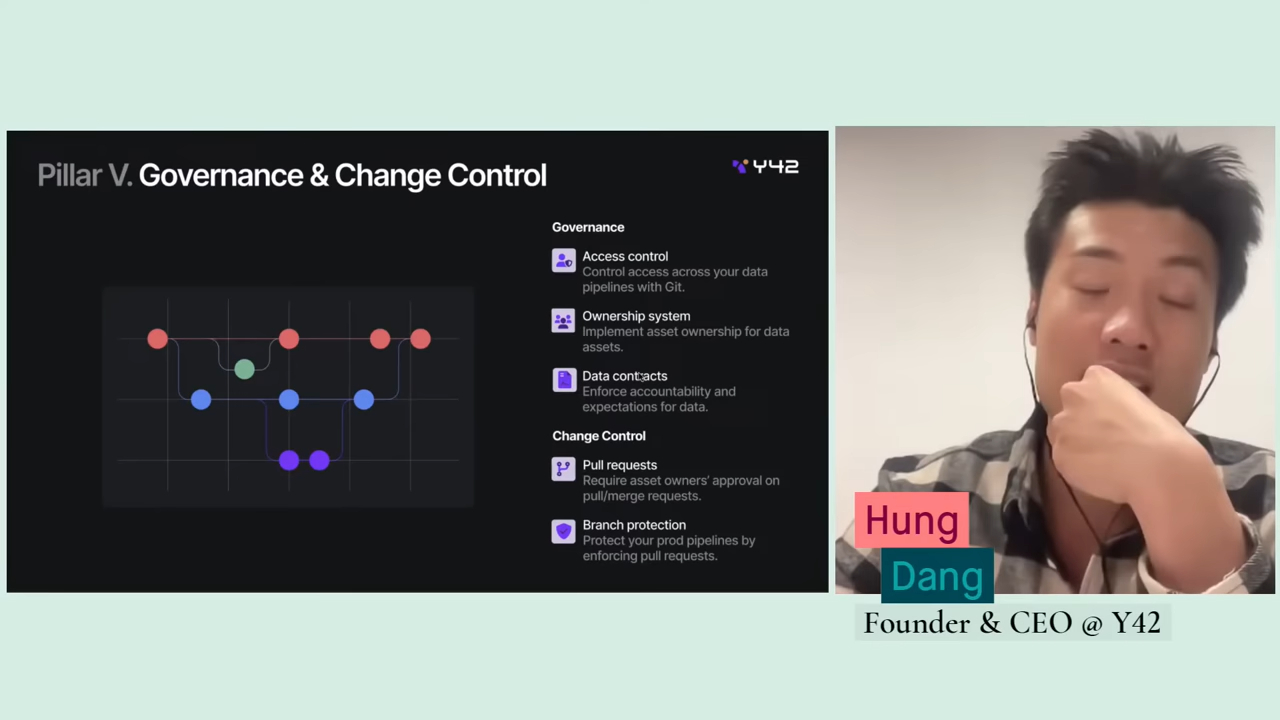 Pillar V. Governance & Change Control
Y42
Governance
Access control
Control access across your data
pipelines with Git.
Ownership system
Implement asset ownership for data
assets.
Data contacts
Enforce accountability and
expectations for data.
Change Control
Pull requests
Require asset owners' approval on
pull/merge requests.
Branch protection
Protect your prod pipelines by
enforcing pull requests.
Hung
Dang
Founder & CEO @ Y42